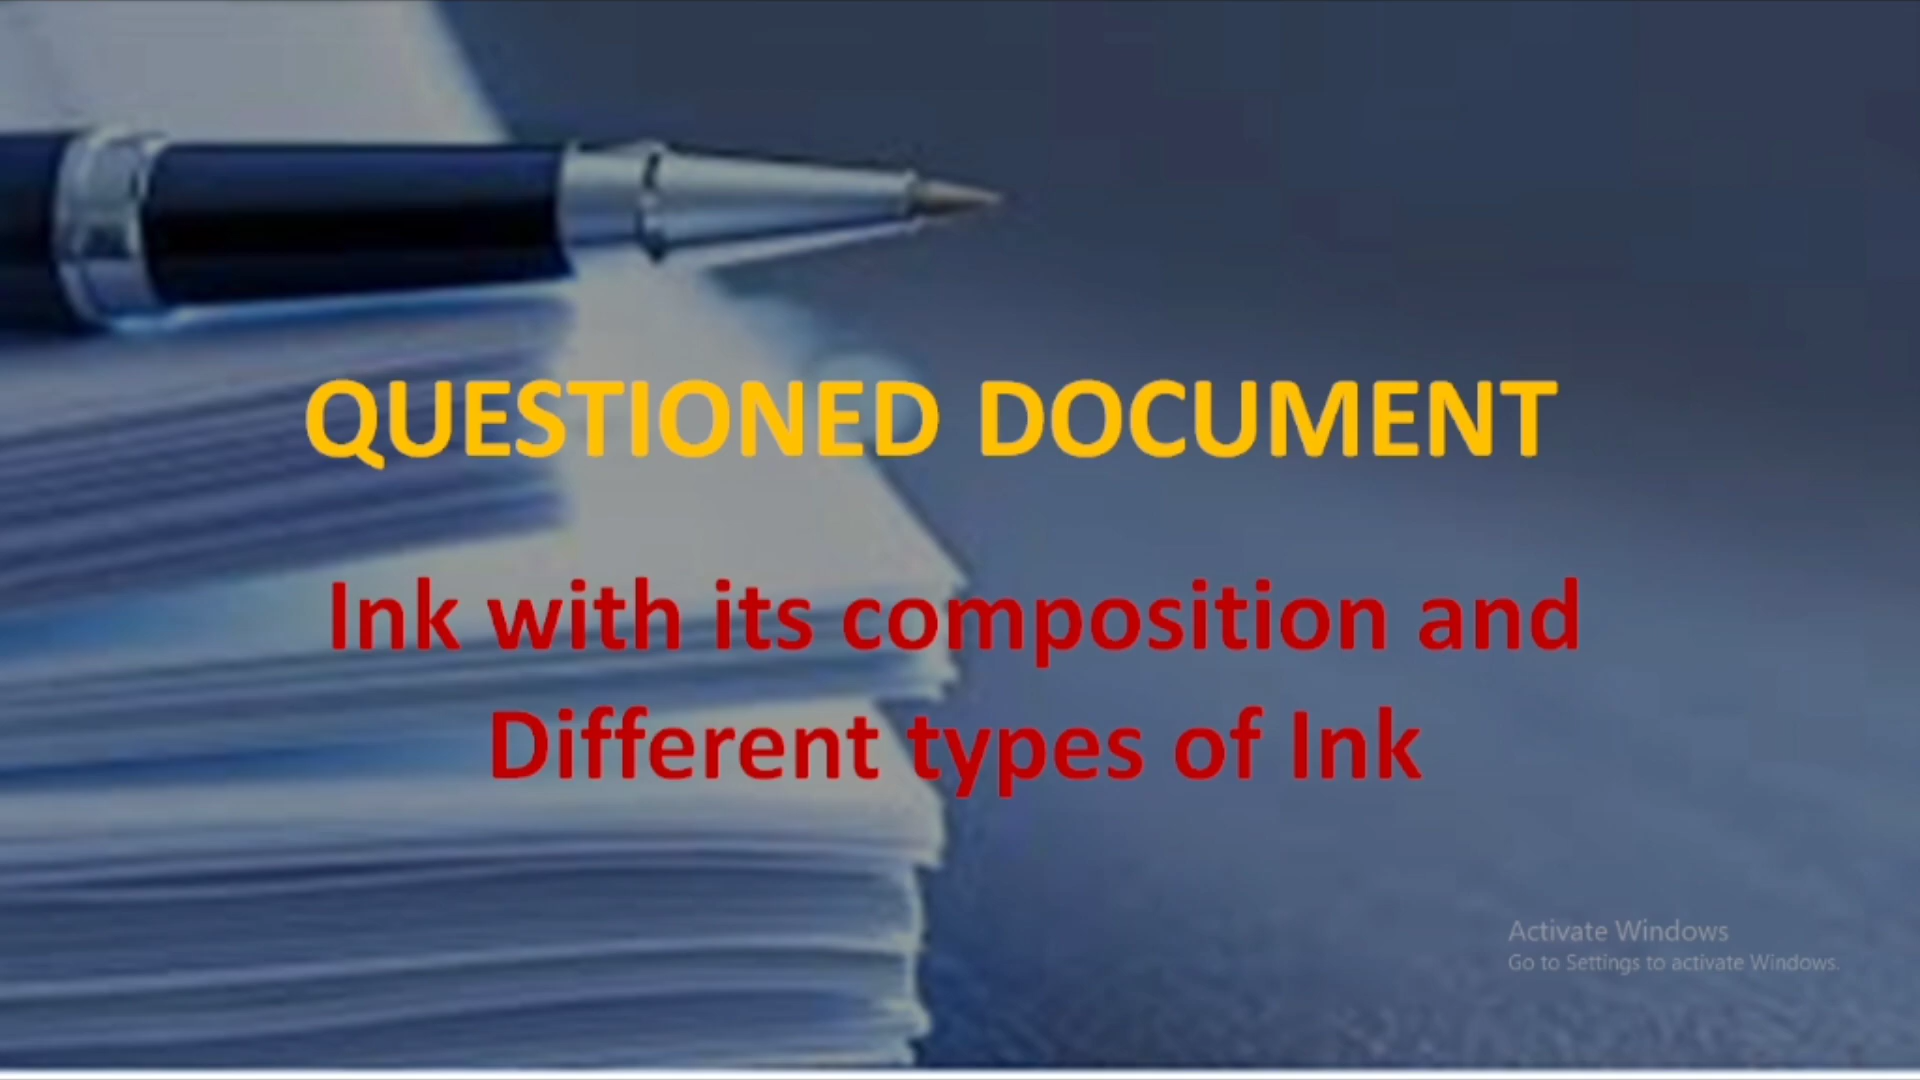 QUESTIONED DOCUMENT
Ink with its composition and
Different types of Ink
Activate Windows
Go to Settings to activate Windows.